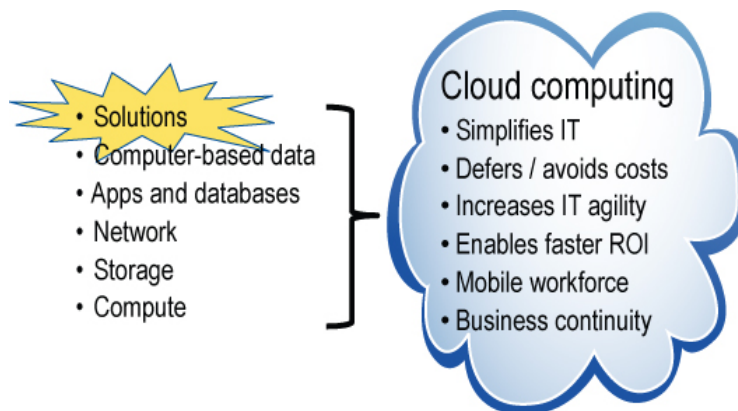 • Solutions
• Computer-based data
• Apps and databases
• Network
• Storage
• Compute
Cloud computing
• Simplifies IT
• Defers / avoids costs
• Increases IT agility
• Enables faster ROI
• Mobile workforce
• Business continuity